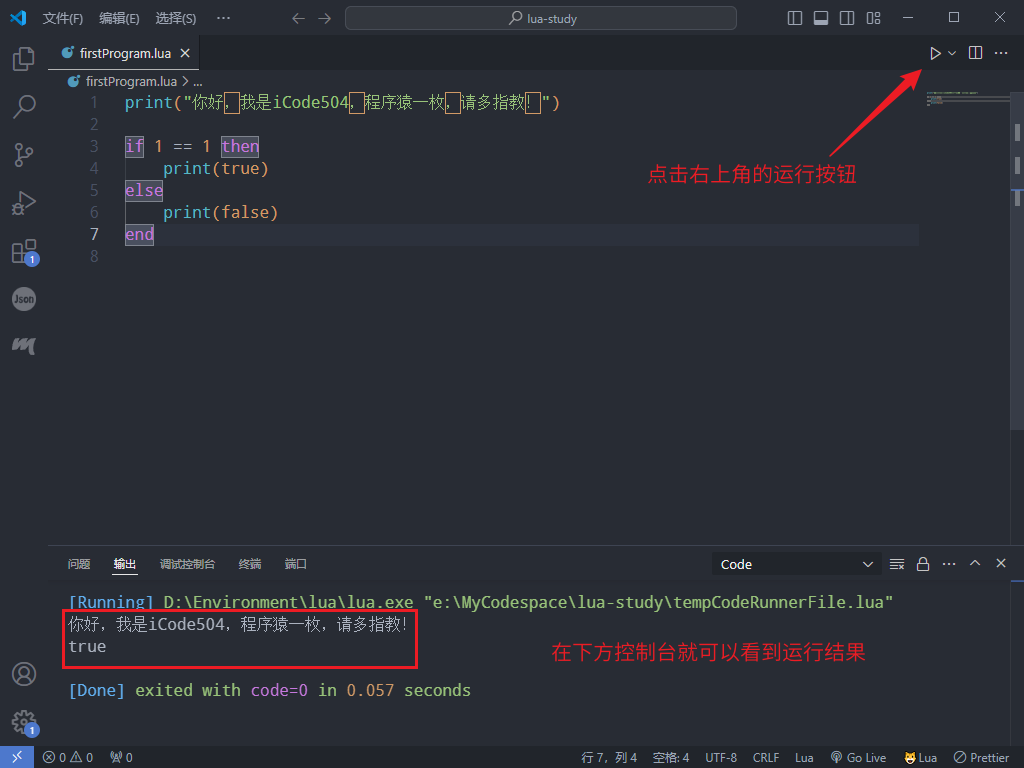 文件(F) 编辑(E) 选择(S) ··· lua-study
firstProgram.lua
firstProgram.lua > ...
1 print("你好，我是iCode504，程序猿一枚，请多指教！")
2
3 if 1 == 1 then
4 print(true)
5 else
6 print(false)
7 end
8
点击右上角的运行按钮
1
Json
问题 输出 调试控制台 终端 端口 Code
[Running] D:\Environment\lua\lua.exe "e:\MyCodespace\lua-study\tempCodeRunnerFile.lua"
你好，我是iCode504，程序猿一枚，请多指教！
true
在下方控制台就可以看到运行结果
[Done] exited with code=0 in 0.057 seconds
1
0 0 0 行 7，列 4 空格: 4 UTF-8 CRLF Lua Go Live Lua Prettier